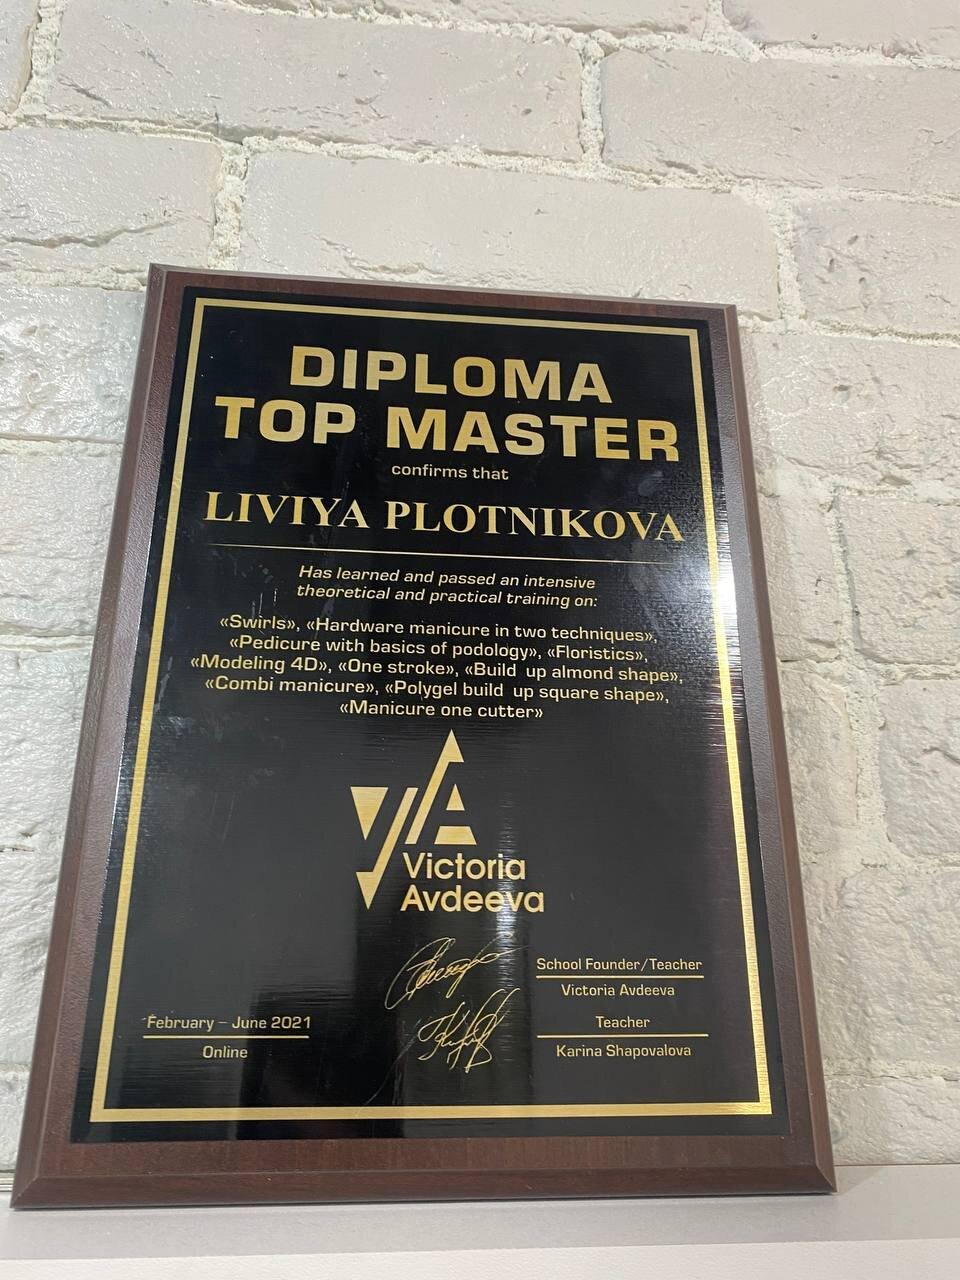 DIPLOMA
TOP MASTER
confirms that
LIVIYA PLOTNIKOVA
Has learned and passed an intensive
theoretical and practical training on:
«Swirls», «Hardware manicure in two techniques»,
«Pedicure with basics of podology», «Floristics»,
«Modeling 4D», «One stroke», «Build up almond shape»,
«Combi manicure», «Polygel build up square shape»,
«Manicure one cutter»
VA
Victoria
Avdeeva
School Founder/Teacher
Victoria Avdeeva
February - June 2021
Online
Teacher
Karina Shapovalova